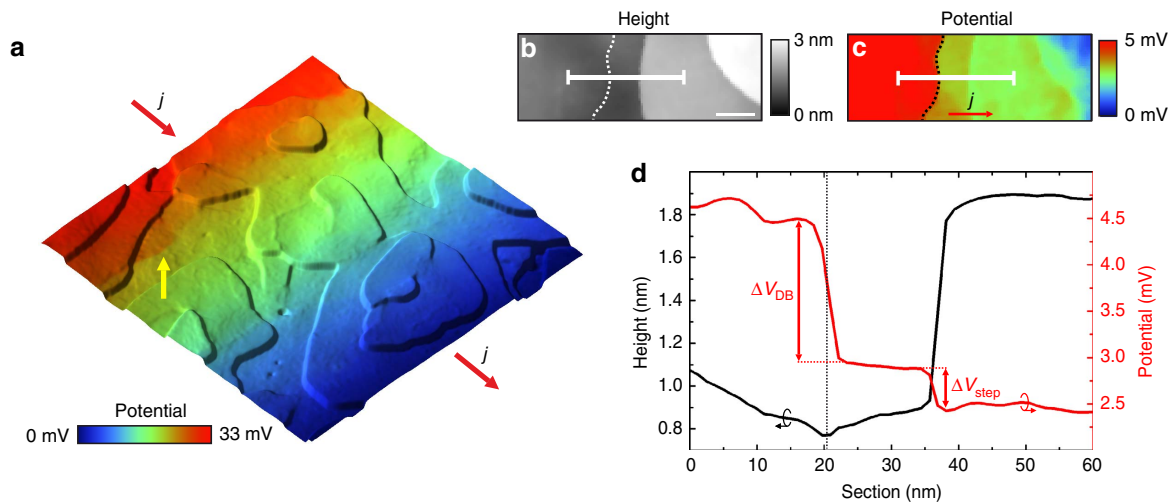 a
j
j
Potential
0 mV
33 mV
Height
b
3 nm
0 nm
Potential
c
j
5 mV
0 mV
d
Height (nm)
1.8
1.6
1.4
1.2
1.0
0.8
ΔV_DB
ΔV_step
4.5
4.0
3.5
3.0
2.5
Potential (mV)
0 10 20 30 40 50 60
Section (nm)